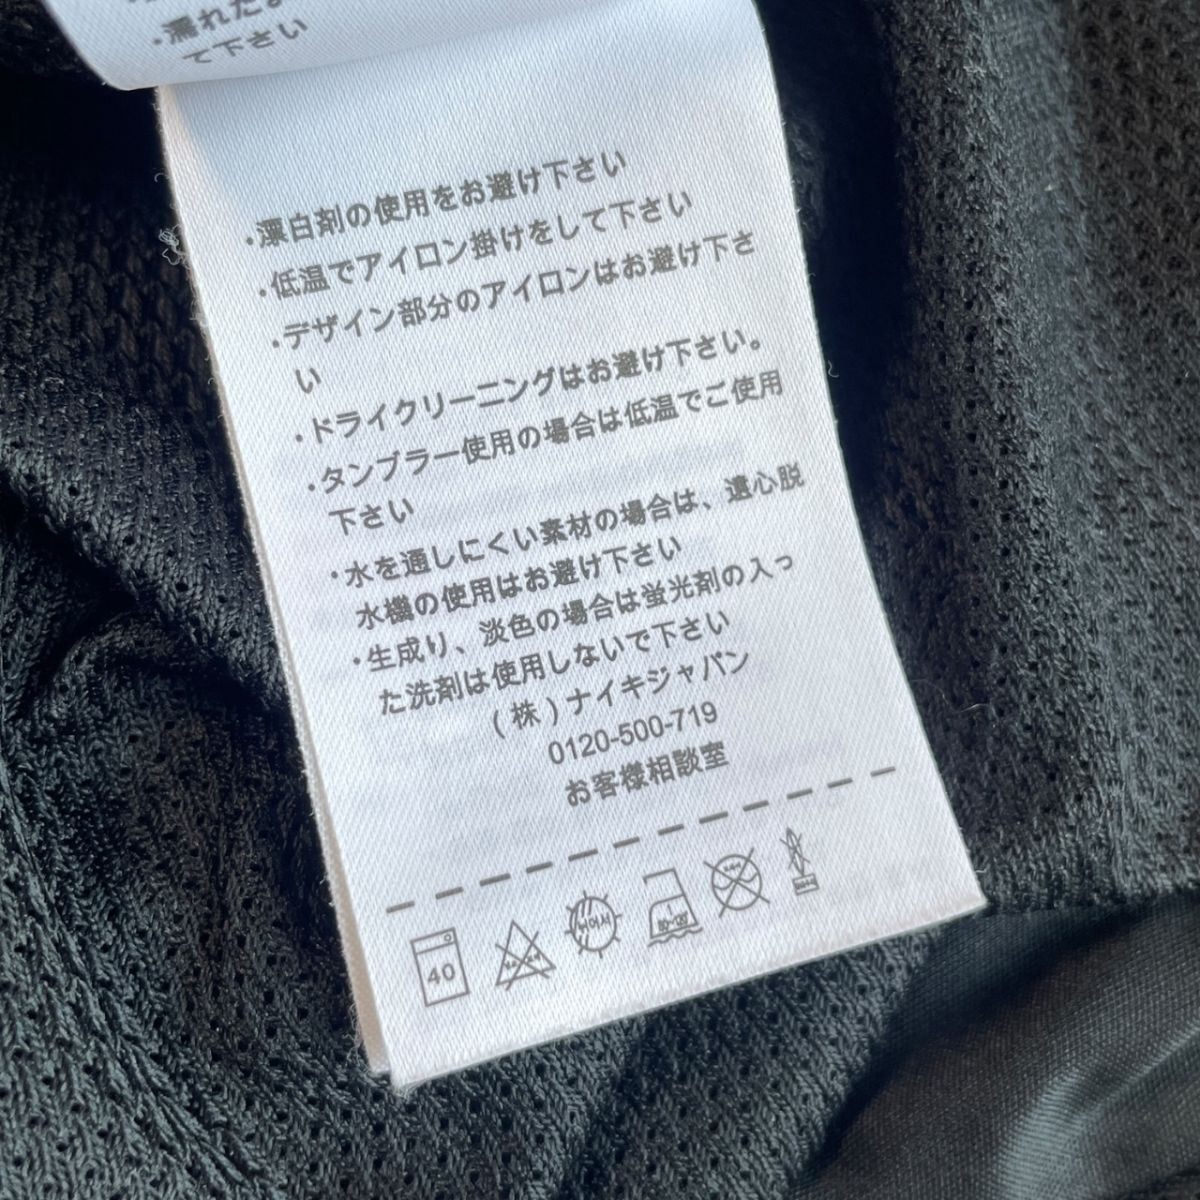 ・濡れたま
て下さい
・漂白剤の使用をお避け下さい
・低温でアイロン掛けをして下さい
・デザイン部分のアイロンはお避け下さ
い
・ドライクリーニングはお避け下さい。
・タンブラー使用の場合は低温でご使用
下さい
・水を通しにくい素材の場合は、遠心脱
水機の使用はお避け下さい
・生成り、淡色の場合は蛍光剤の入っ
た洗剤は使用しないで下さい
(株)ナイキジャパン
0120-500-719
お客様相談室
40